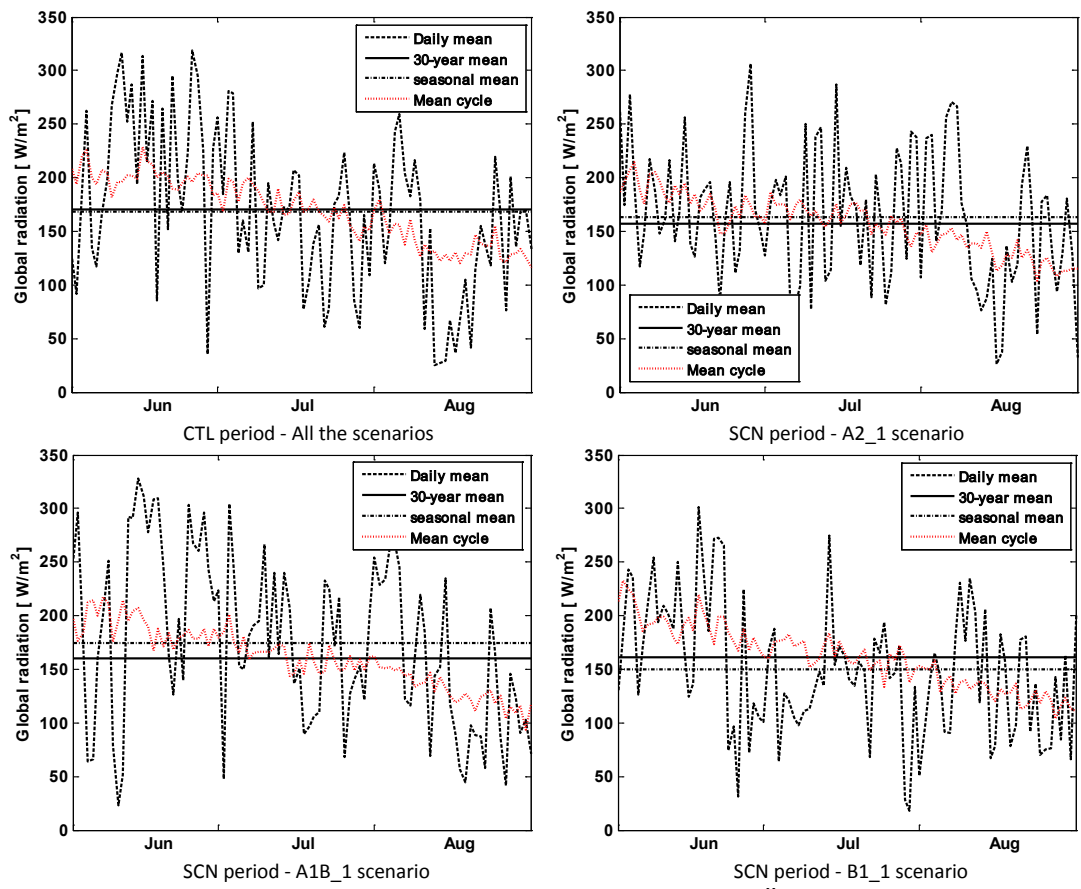 Global radiation [ W/m²]
350
300
250
200
150
100
50
0
Daily mean
30-year mean
seasonal mean
Mean cycle
Jun Jul Aug
CTL period - All the scenarios
Global radiation [ W/m²]
350
300
250
200
150
100
50
0
Daily mean
30-year mean
seasonal mean
Mean cycle
Jun Jul Aug
SCN period - A2_1 scenario
Global radiation [ W/m²]
350
300
250
200
150
100
50
0
Daily mean
30-year mean
seasonal mean
Mean cycle
Jun Jul Aug
SCN period - A1B_1 scenario
Global radiation [ W/m²]
350
300
250
200
150
100
50
0
Daily mean
30-year mean
seasonal mean
Mean cycle
Jun Jul Aug
SCN period - B1_1 scenario